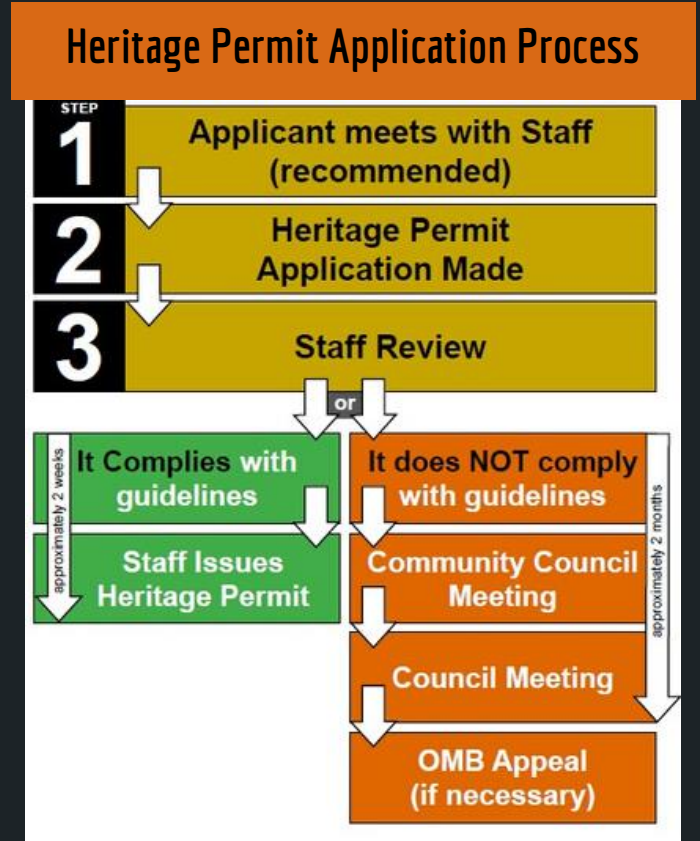 Heritage Permit Application Process
STEP
1
Applicant meets with Staff
(recommended)
2
Heritage Permit
Application Made
3
Staff Review
or
approximately 2 weeks
It Complies with
guidelines
Staff Issues
Heritage Permit
It does NOT comply
with guidelines
Community Council
Meeting
Council Meeting
OMB Appeal
(if necessary)
approximately 2 months